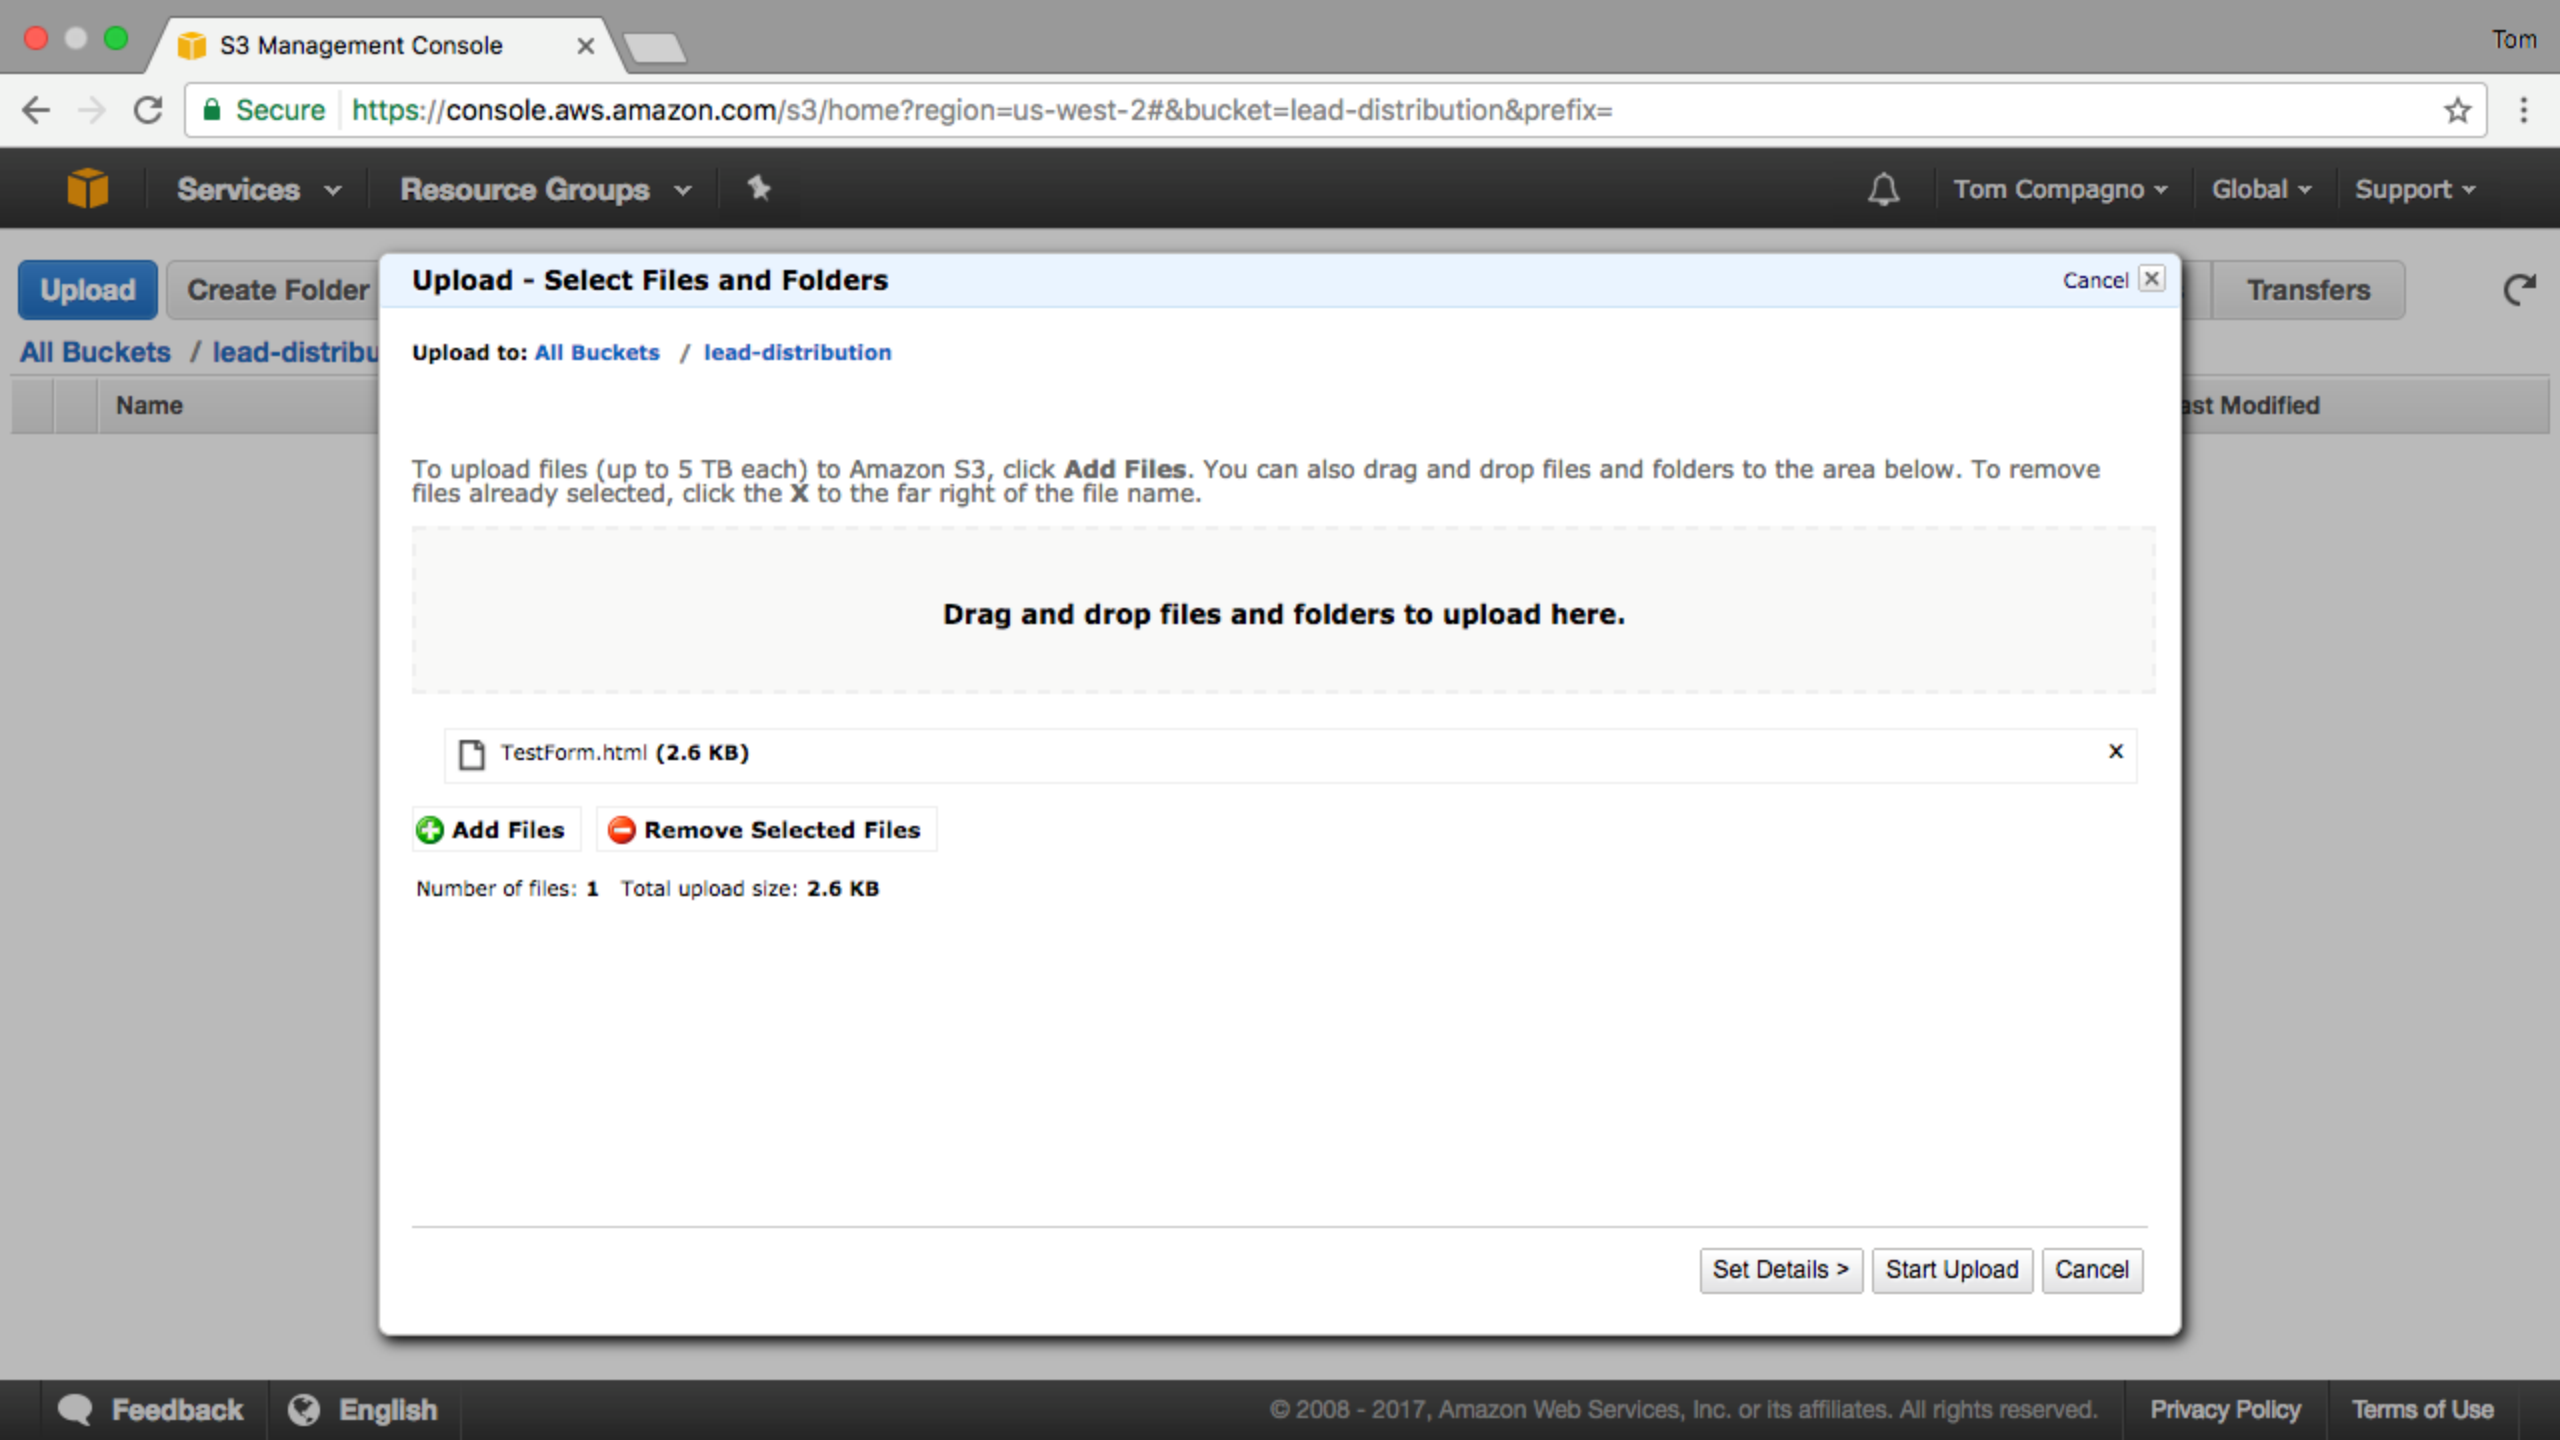 S3 Management Console
Tom
Secure https://console.aws.amazon.com/s3/home?region=us-west-2#&bucket=lead-distribution&prefix=
Services Resource Groups Tom Compagno Global Support
Upload Create Folder Transfers
All Buckets / lead-distribu
Name ast Modified
Upload - Select Files and Folders Cancel
Upload to: All Buckets / lead-distribution
To upload files (up to 5 TB each) to Amazon S3, click Add Files. You can also drag and drop files and folders to the area below. To remove
files already selected, click the X to the far right of the file name.
Drag and drop files and folders to upload here.
TestForm.html (2.6 KB) x
Add Files Remove Selected Files
Number of files: 1 Total upload size: 2.6 KB
Set Details > Start Upload Cancel
Feedback English © 2008 - 2017, Amazon Web Services, Inc. or its affiliates. All rights reserved. Privacy Policy Terms of Use